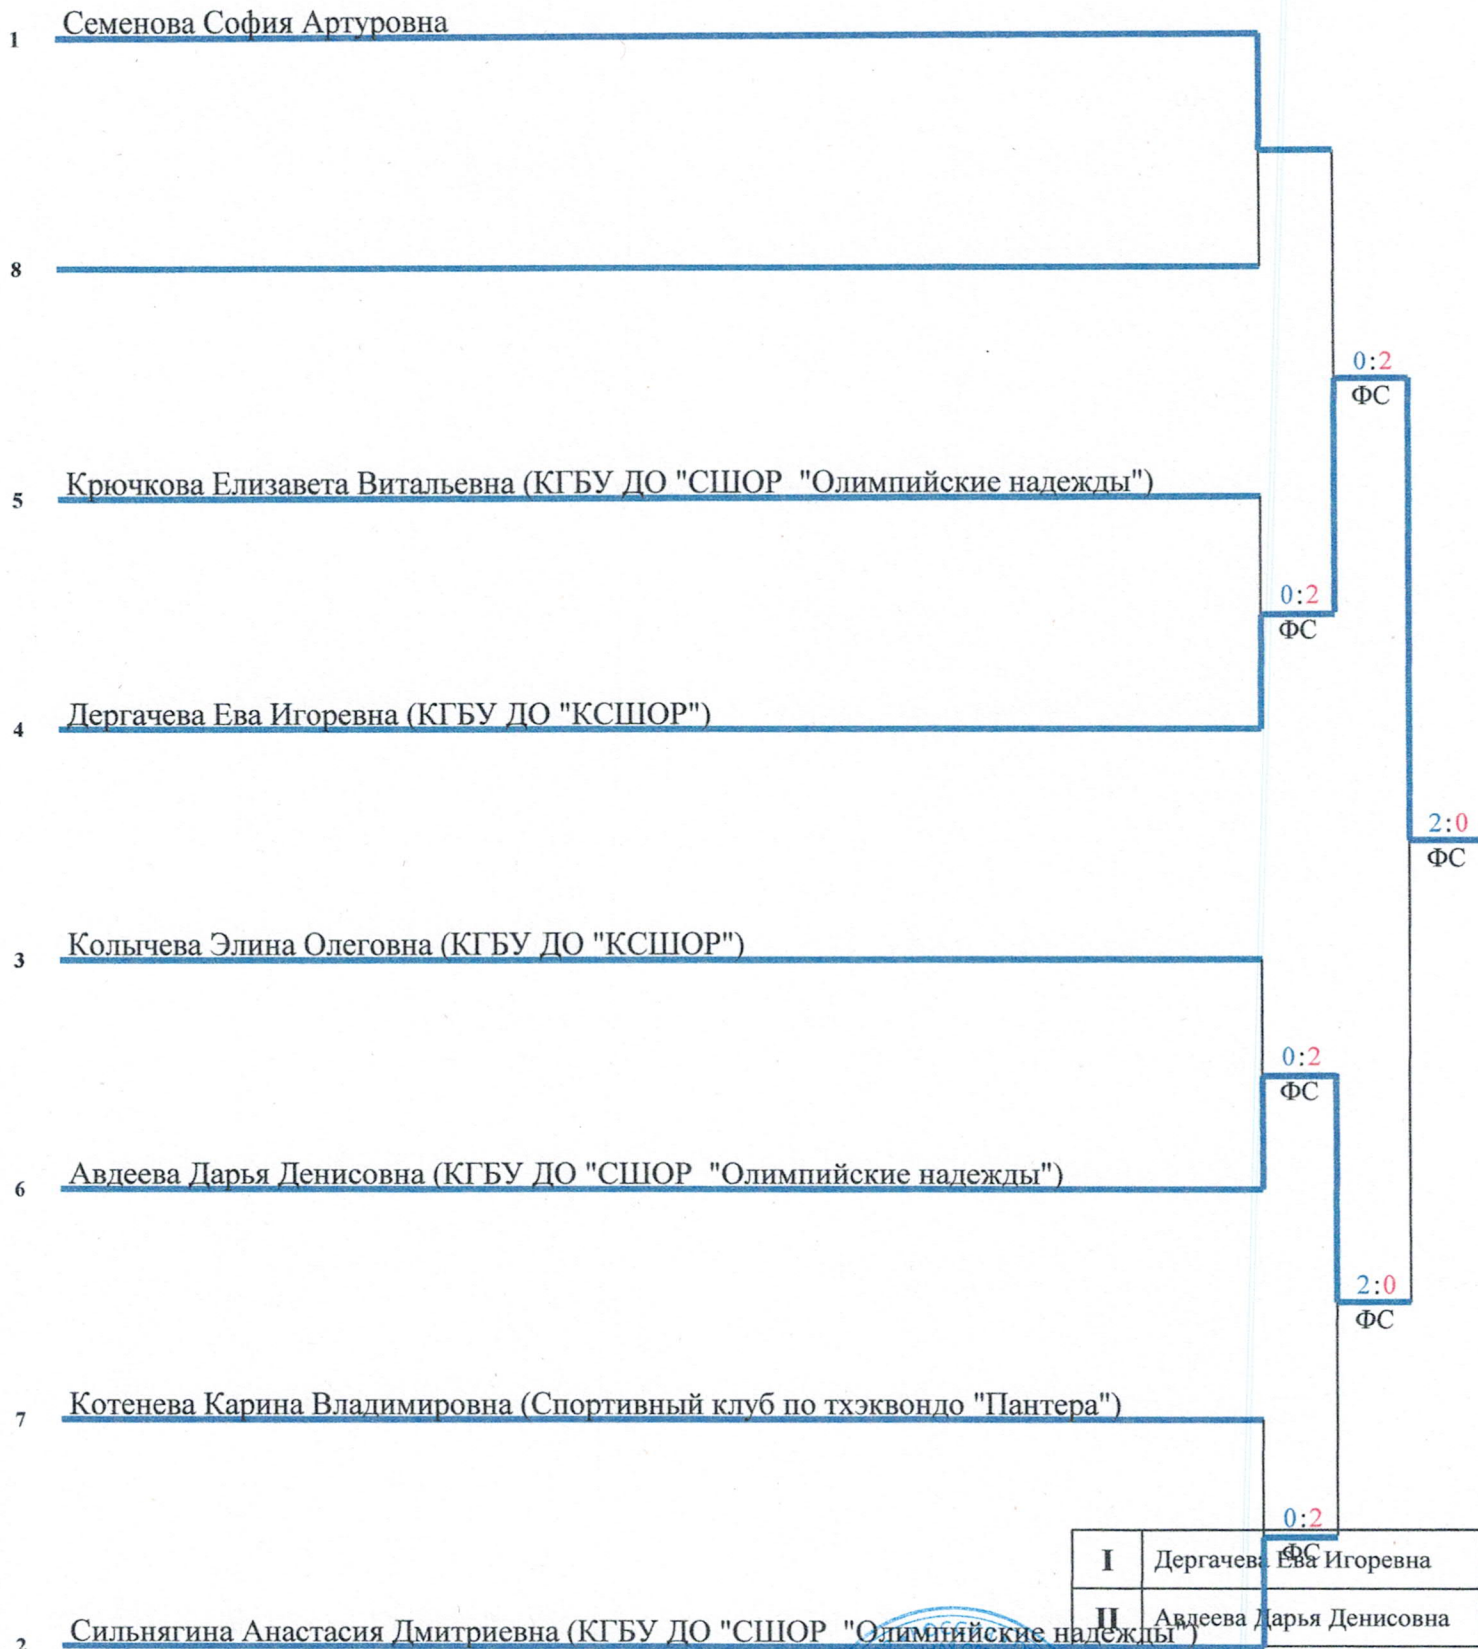 1 Семенова София Артуровна
8
0:2
ФС
5 Крючкова Елизавета Витальевна (КГБУ ДО "СШОР "Олимпийские надежды")
0:2
ФС
4 Дергачева Ева Игоревна (КГБУ ДО "КСШОР")
2:0
ФС
3 Колычева Элина Олеговна (КГБУ ДО "КСШОР")
0:2
ФС
6 Авдеева Дарья Денисовна (КГБУ ДО "СШОР "Олимпийские надежды")
2:0
ФС
7 Котенева Карина Владимировна (Спортивный клуб по тхэквондо "Пантера")
0:2
ФС
I Дергачева Ева Игоревна
II Авдеева Дарья Денисовна
2 Сильнягина Анастасия Дмитриевна (КГБУ ДО "СШОР "Олимпийские надежды")